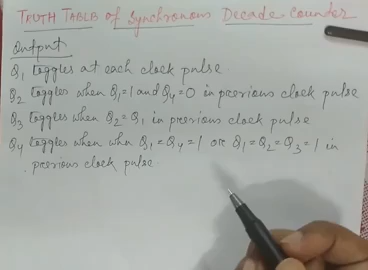 TRUTH TABLE of Synchronous Decade Counter
Output
Q1 toggles at each clock pulse.
Q2 toggles when Q1=1 and Q4=0 in previous clock pulse
Q3 toggles when Q2=Q1 in previous clock pulse
Q4 toggles when whn Q1=Q4=1 or Q1=Q2=Q3=1 in
previous clock pulse.